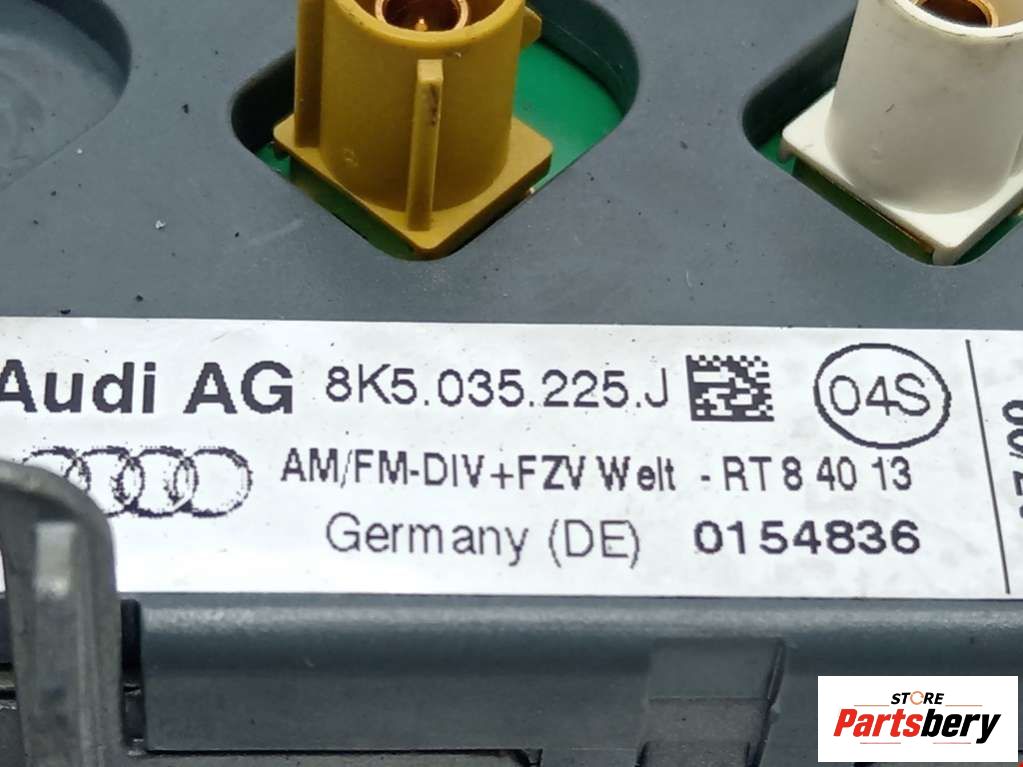 Audi AG 8K5.035.225.J 04S
AM/FM-DIV+FZV Welt - RT 8 40 13
Germany (DE) 0154836
STORE
Partsbery